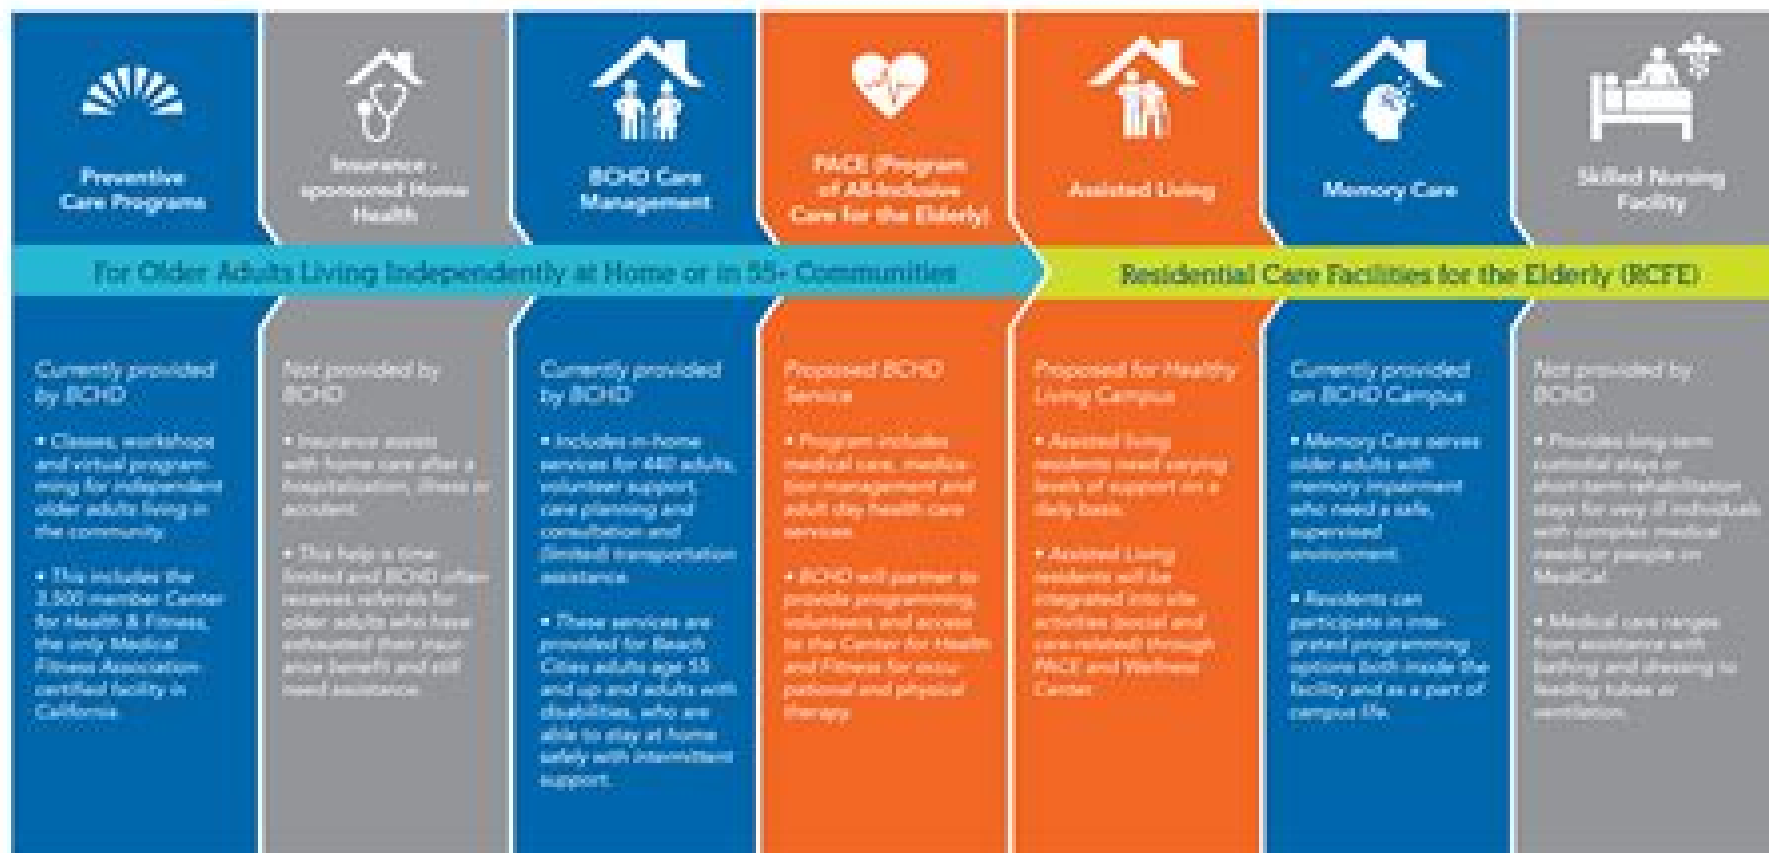 Preventive
Care Programs
Insurance -
sponsored Home
Health
BCHD Care
Management
PACE (Program
of All-Inclusive
Care for the Elderly)
Assisted Living
Memory Care
Skilled Nursing
Facility
For Older Adults Living Independently at Home or in 55+ Communities
Residential Care Facilities for the Elderly (RCFE)
Currently provided
by BCHD
• Classes, workshops
and virtual program-
ming for independent
older adults living in
the community.
• This includes the
3,500 member Center
for Health & Fitness,
the only Medical
Fitness Association-
certified facility in
California.
Not provided by
BCHD
• Insurance assists
with home care after a
hospitalization, illness or
accident.
• This help is time-
limited and BCHD often
receives referrals for
older adults who have
exhausted their insur-
ance benefit and still
need assistance.
Currently provided
by BCHD
• Includes in-home
services for 440 adults,
volunteer support,
care planning and
consultation and
(limited) transportation
assistance.
• These services are
provided for Beach
Cities adults age 55
and up and adults with
disabilities, who are
able to stay at home
safely with intermittent
support.
Proposed BCHD
Service
• Program includes
medical care, medica-
tion management and
adult day health care
services.
• BCHD will partner to
provide programming,
volunteers and access
to the Center for Health
and Fitness for occu-
pational and physical
therapy.
Proposed for Healthy
Living Campus
• Assisted living
residents need varying
levels of support on a
daily basis.
• Assisted Living
residents will be
integrated into site
activities (social and
care-related) through
PACE and Wellness
Center.
Currently provided
on BCHD Campus
• Memory Care serves
older adults with
memory impairment
who need a safe,
supervised
environment.
• Residents can
participate in inte-
grated programming
options both inside the
facility and as a part of
campus life.
Not provided by
BCHD
• Provides long-term
custodial stays or
short-term rehabilitation
stays for very ill individuals
with complex medical
needs or people on
MediCal.
• Medical care ranges
from assistance with
bathing and dressing to
feeding tubes or
ventilation.